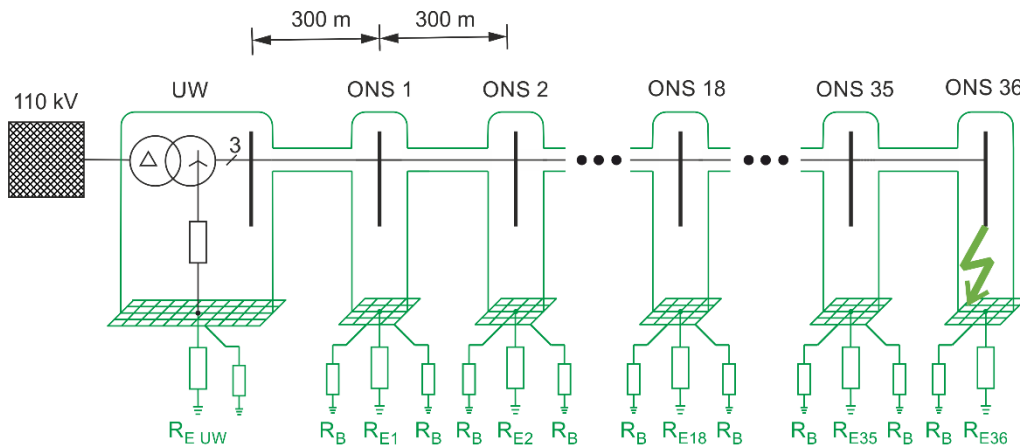 300 m 300 m
UW ONS 1 ONS 2 ONS 18 ONS 35 ONS 36
110 kV
3
R_E UW R_B R_E1 R_B R_B R_E2 R_B R_B R_E18 R_B R_B R_E35 R_B R_B R_E36